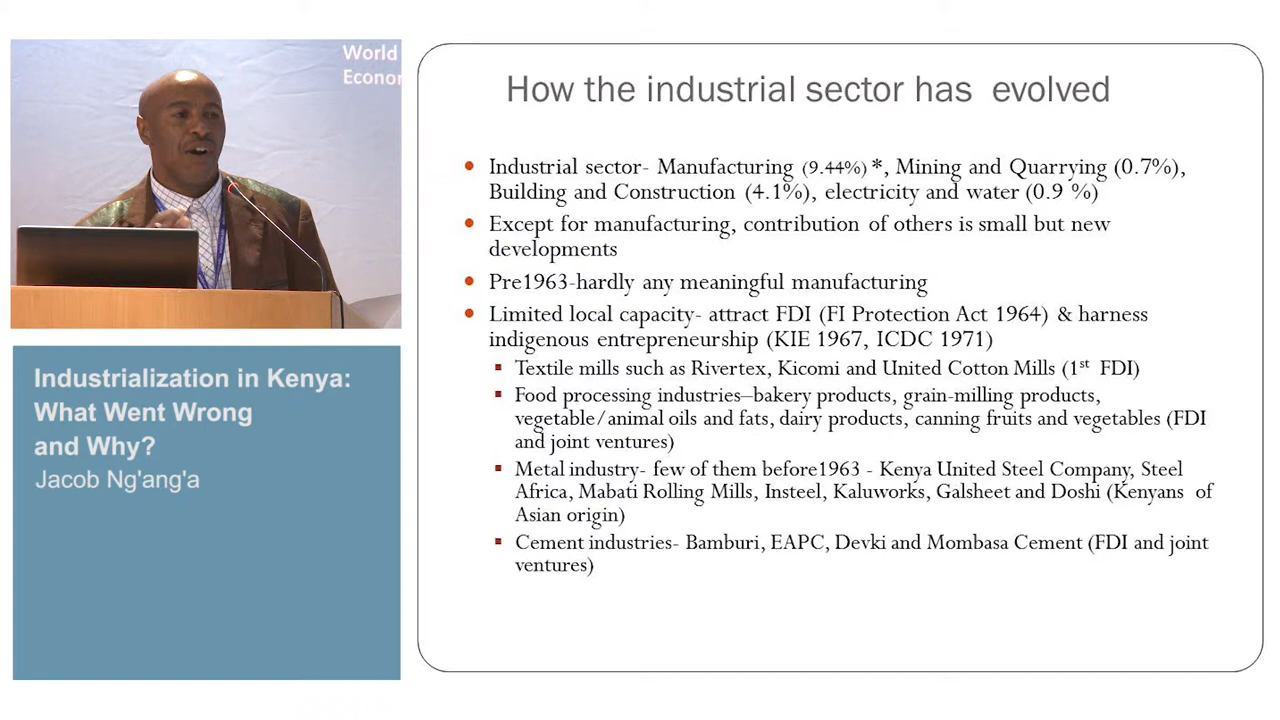 World
Econor
How the industrial sector has evolved
• Industrial sector- Manufacturing (9.44%) *, Mining and Quarrying (0.7%),
Building and Construction (4.1%), electricity and water (0.9 %)
• Except for manufacturing, contribution of others is small but new
developments
• Pre1963-hardly any meaningful manufacturing
• Limited local capacity- attract FDI (FI Protection Act 1964) & harness
indigenous entrepreneurship (KIE 1967, ICDC 1971)
▪ Textile mills such as Rivertex, Kicomi and United Cotton Mills (1st FDI)
▪ Food processing industries–bakery products, grain-milling products,
vegetable/animal oils and fats, dairy products, canning fruits and vegetables (FDI
and joint ventures)
▪ Metal industry- few of them before1963 - Kenya United Steel Company, Steel
Africa, Mabati Rolling Mills, Insteel, Kaluworks, Galsheet and Doshi (Kenyans of
Asian origin)
▪ Cement industries- Bamburi, EAPC, Devki and Mombasa Cement (FDI and joint
ventures)
Industrialization in Kenya:
What Went Wrong
and Why?
Jacob Ng'ang'a